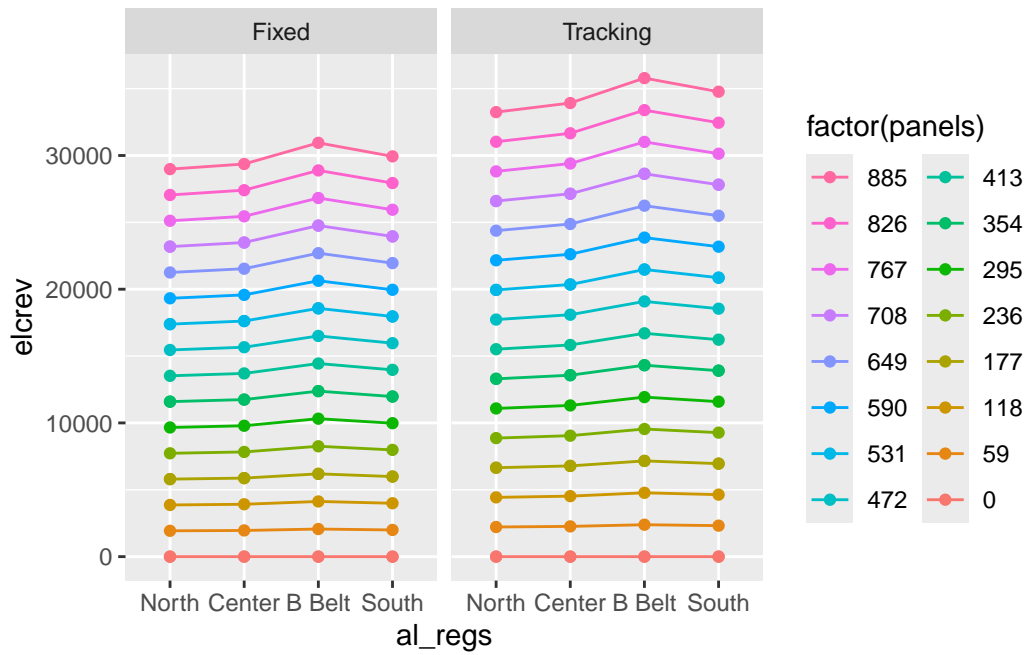 Fixed Tracking
elcrev
30000
20000
10000
0
North Center B Belt South North Center B Belt South
al_regs
factor(panels)
885 413
826 354
767 295
708 236
649 177
590 118
531 59
472 0